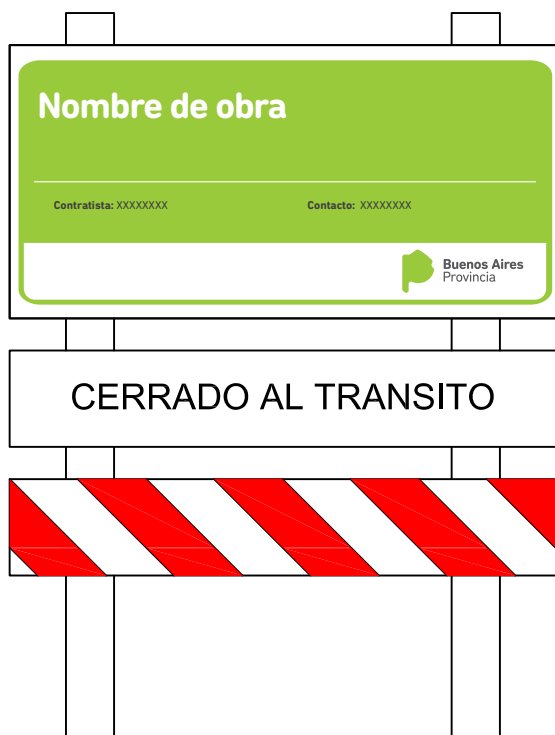 Nombre de obra
Contratista: XXXXXXXX Contacto: XXXXXXXX
Buenos Aires
Provincia
CERRADO AL TRANSITO